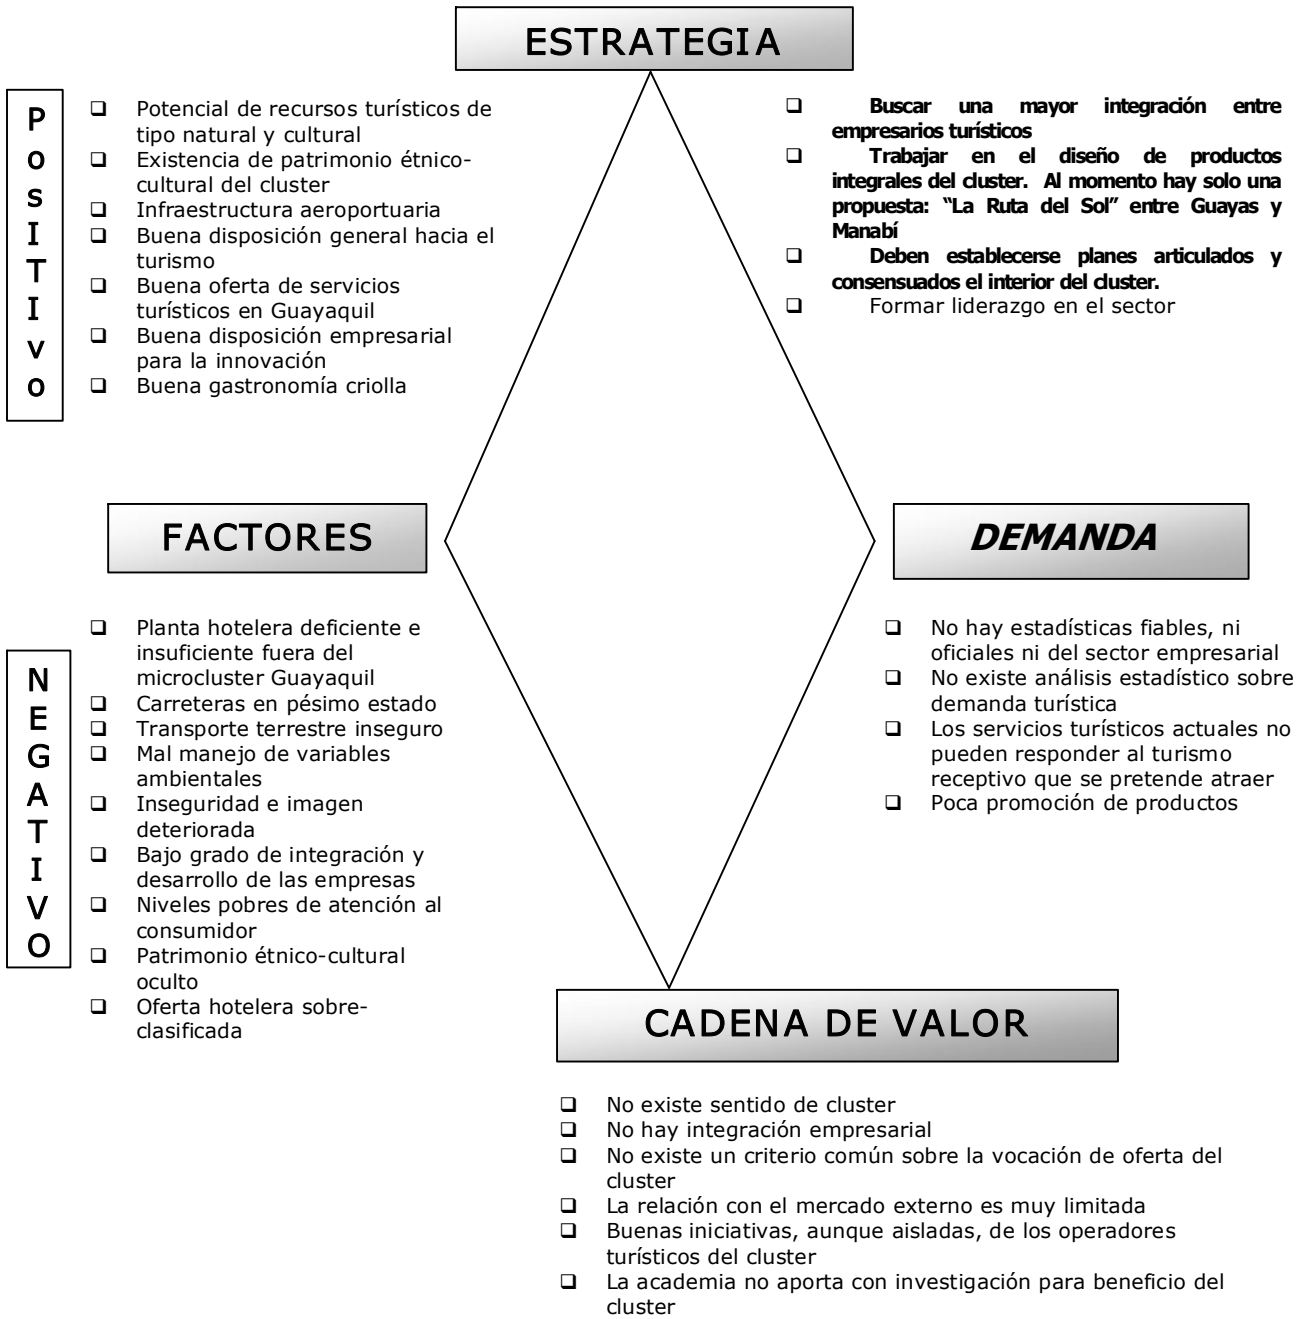 ESTRATEGIA
PosITIvo
❑ Potencial de recursos turísticos de
tipo natural y cultural
❑ Existencia de patrimonio étnico-
cultural del cluster
❑ Infraestructura aeroportuaria
❑ Buena disposición general hacia el
turismo
❑ Buena oferta de servicios
turísticos en Guayaquil
❑ Buena disposición empresarial
para la innovación
❑ Buena gastronomía criolla
❑ Buscar una mayor integración entre
empresarios turísticos
❑ Trabajar en el diseño de productos
integrales del cluster. Al momento hay solo una
propuesta: “La Ruta del Sol” entre Guayas y
Manabí
❑ Deben establecerse planes articulados y
consensuados el interior del cluster.
❑ Formar liderazgo en el sector
FACTORES
DEMANDA
NEGATIVO
❑ Planta hotelera deficiente e
insuficiente fuera del
microcluster Guayaquil
❑ Carreteras en pésimo estado
❑ Transporte terrestre inseguro
❑ Mal manejo de variables
ambientales
❑ Inseguridad e imagen
deteriorada
❑ Bajo grado de integración y
desarrollo de las empresas
❑ Niveles pobres de atención al
consumidor
❑ Patrimonio étnico-cultural
oculto
❑ Oferta hotelera sobre-
clasificada
❑ No hay estadísticas fiables, ni
oficiales ni del sector empresarial
❑ No existe análisis estadístico sobre
demanda turística
❑ Los servicios turísticos actuales no
pueden responder al turismo
receptivo que se pretende atraer
❑ Poca promoción de productos
CADENA DE VALOR
❑ No existe sentido de cluster
❑ No hay integración empresarial
❑ No existe un criterio común sobre la vocación de oferta del
cluster
❑ La relación con el mercado externo es muy limitada
❑ Buenas iniciativas, aunque aisladas, de los operadores
turísticos del cluster
❑ La academia no aporta con investigación para beneficio del
cluster